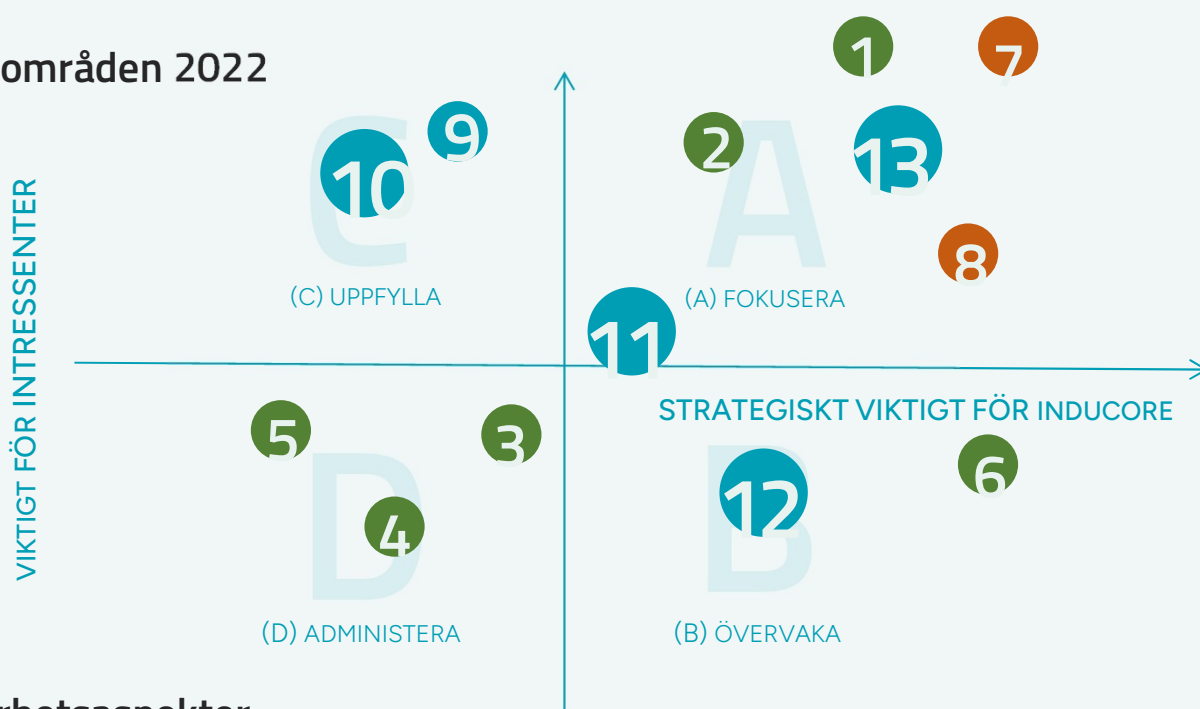 områden 2022
1
7
2
9
13
10
C
A
8
(C) UPPFYLLA
(A) FOKUSERA
11
VIKTIGT FÖR INTRESSENTER
STRATEGISKT VIKTIGT FÖR INDUCORE
5
3
6
12
4
D
B
(D) ADMINISTERA
(B) ÖVERVAKA